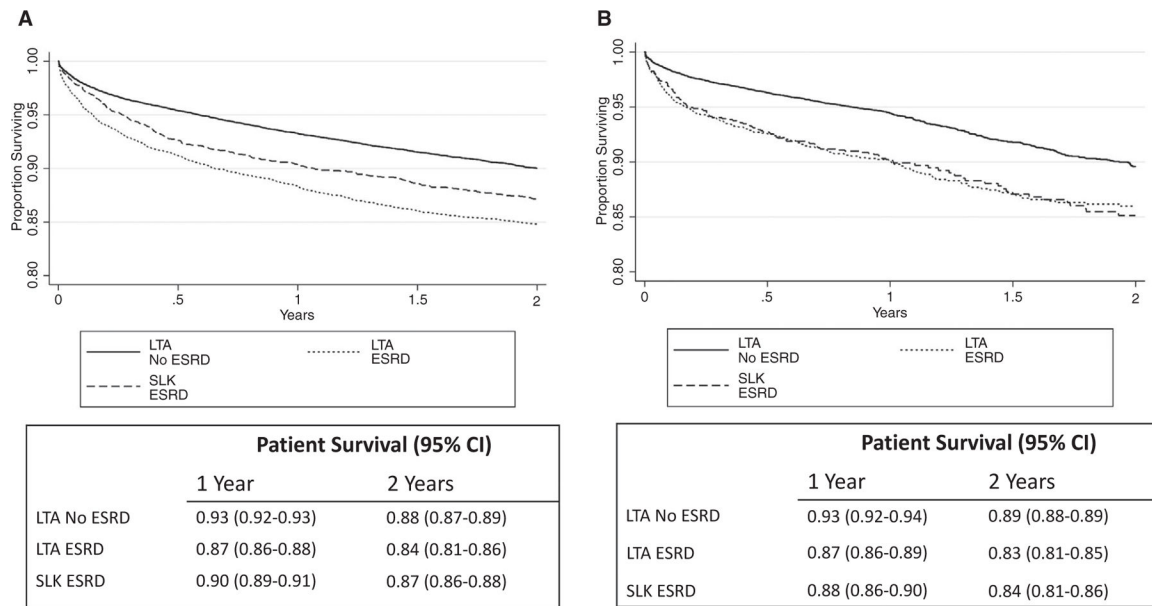 A
Proportion Surviving
1.00
0.95
0.90
0.85
0.80
0 .5 1 1.5 2
Years
LTA No ESRD
LTA ESRD
SLK ESRD
Patient Survival (95% CI)
1 Year 2 Years
LTA No ESRD 0.93 (0.92-0.93) 0.88 (0.87-0.89)
LTA ESRD 0.87 (0.86-0.88) 0.84 (0.81-0.86)
SLK ESRD 0.90 (0.89-0.91) 0.87 (0.86-0.88)
B
Proportion Surviving
1.00
0.95
0.90
0.85
0.80
0 .5 1 1.5 2
Years
LTA No ESRD
LTA ESRD
SLK ESRD
Patient Survival (95% CI)
1 Year 2 Years
LTA No ESRD 0.93 (0.92-0.94) 0.89 (0.88-0.89)
LTA ESRD 0.87 (0.86-0.89) 0.83 (0.81-0.85)
SLK ESRD 0.88 (0.86-0.90) 0.84 (0.81-0.86)